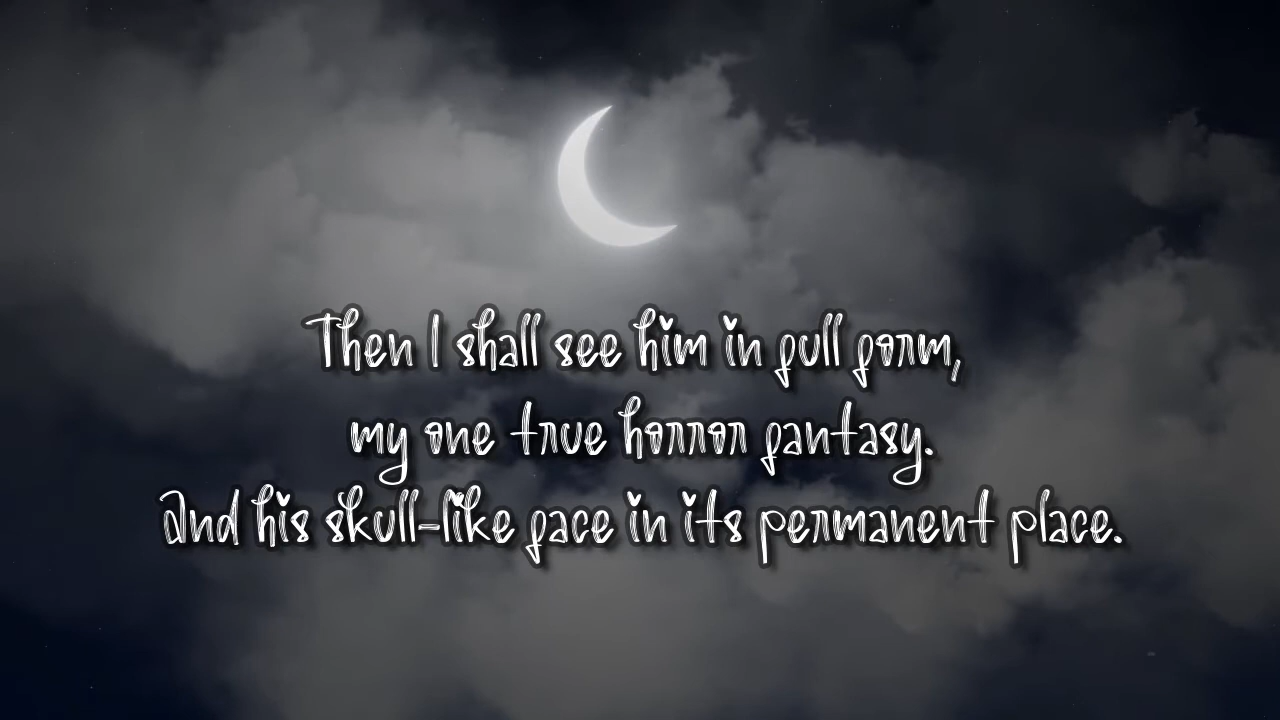 Then I shall see him in full form,
my one true horror fantasy.
And his skull-like face in its permanent place.